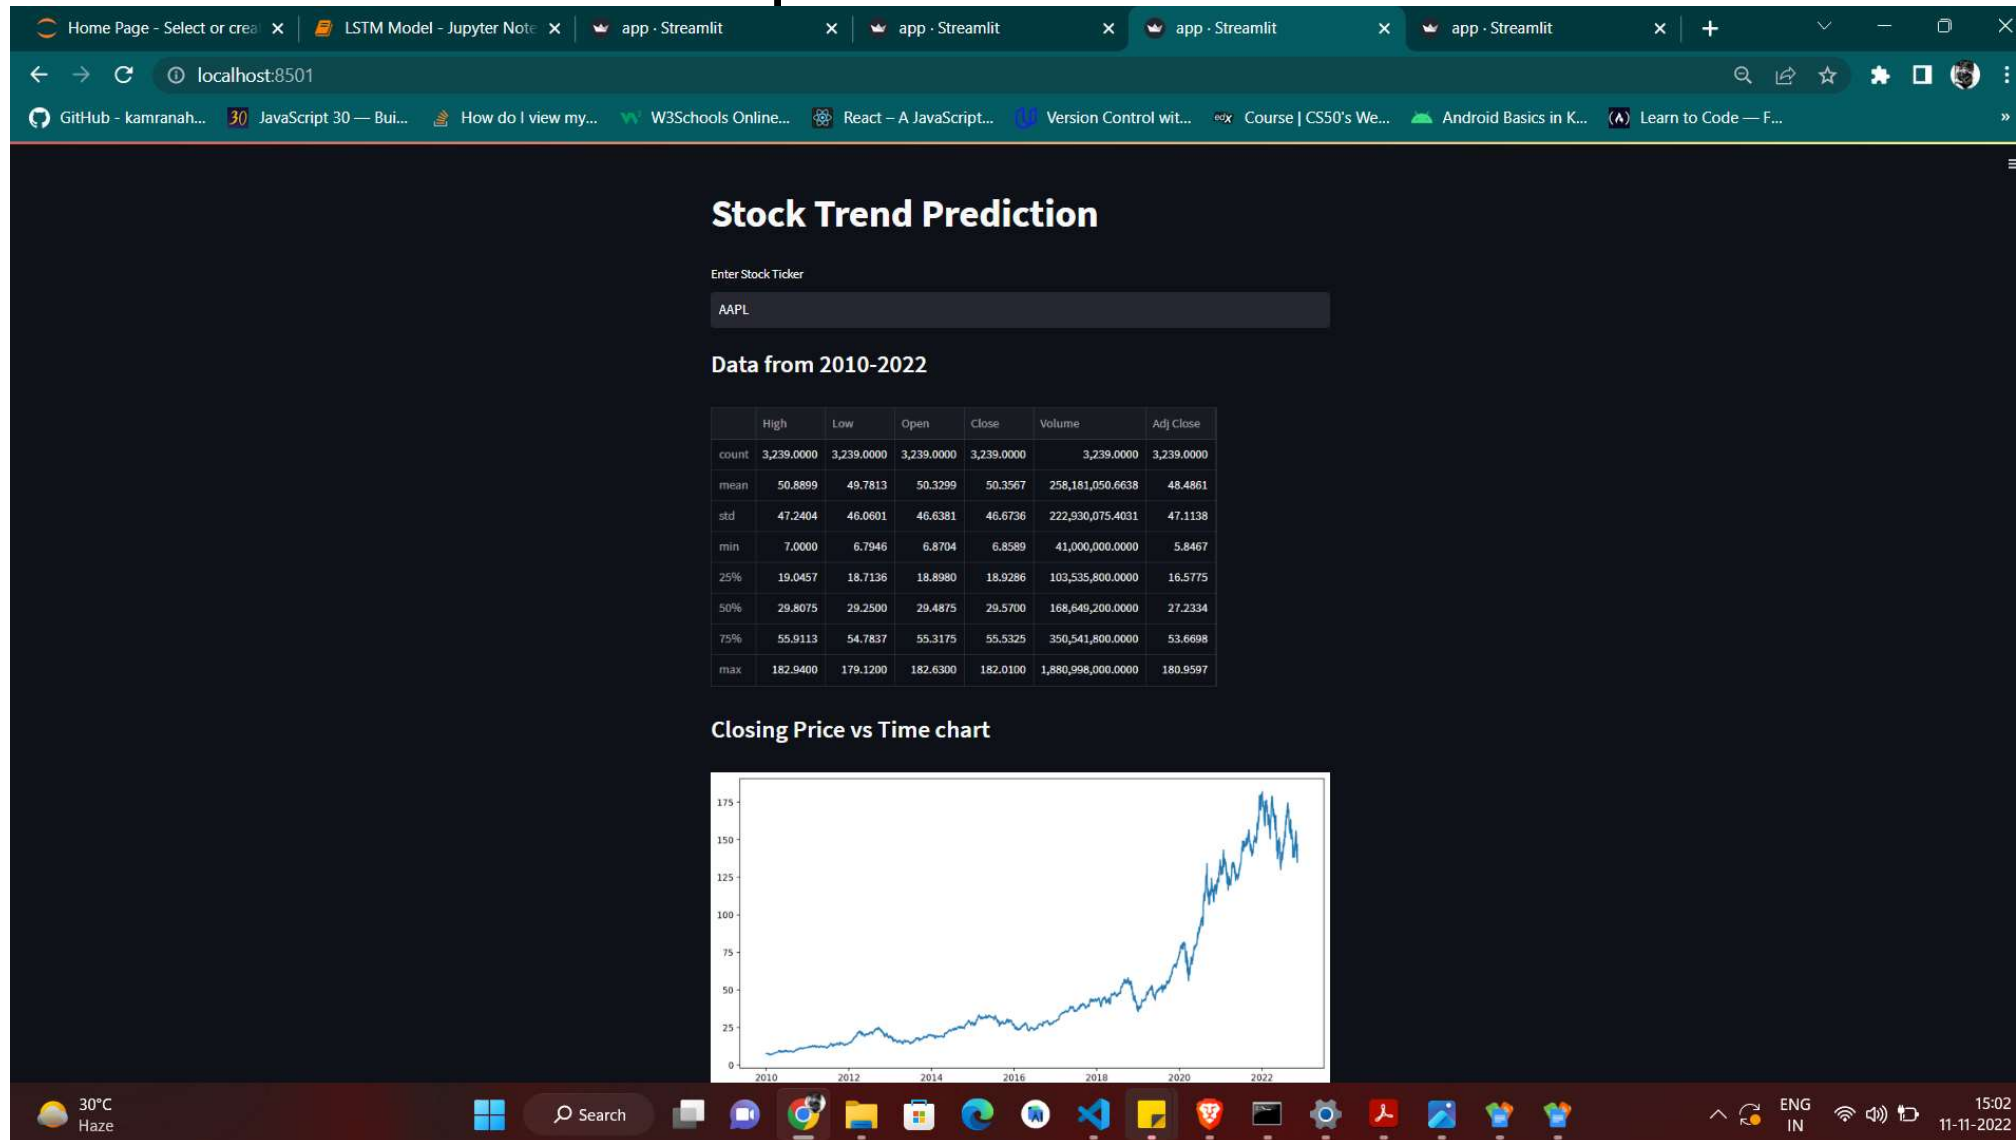 Home Page - Select or crea
LSTM Model - Jupyter Note
app · Streamlit
app · Streamlit
app · Streamlit
app · Streamlit
localhost:8501
GitHub - kamranah...
30 JavaScript 30 — Bui...
How do I view my...
W3Schools Online...
React – A JavaScript...
Version Control wit...
edX Course | CS50's We...
Android Basics in K...
Learn to Code — F...
»
Stock Trend Prediction
Enter Stock Ticker
AAPL
Data from 2010-2022
High Low Open Close Volume Adj Close
count 3,239.0000 3,239.0000 3,239.0000 3,239.0000 3,239.0000 3,239.0000
mean 50.8899 49.7813 50.3299 50.3567 258,181,050.6638 48.4861
std 47.2404 46.0601 46.6381 46.6736 222,930,075.4031 47.1138
min 7.0000 6.7946 6.8704 6.8589 41,000,000.0000 5.8467
25% 19.0457 18.7136 18.8980 18.9286 103,535,800.0000 16.5775
50% 29.8075 29.2500 29.4875 29.5700 168,649,200.0000 27.2334
75% 55.9113 54.7837 55.3175 55.5325 350,541,800.0000 53.6698
max 182.9400 179.1200 182.6300 182.0100 1,880,998,000.0000 180.9597
Closing Price vs Time chart
175
150
125
100
75
50
25
0
2010 2012 2014 2016 2018 2020 2022
30°C
Haze
Search
ENG
IN
15:02
11-11-2022